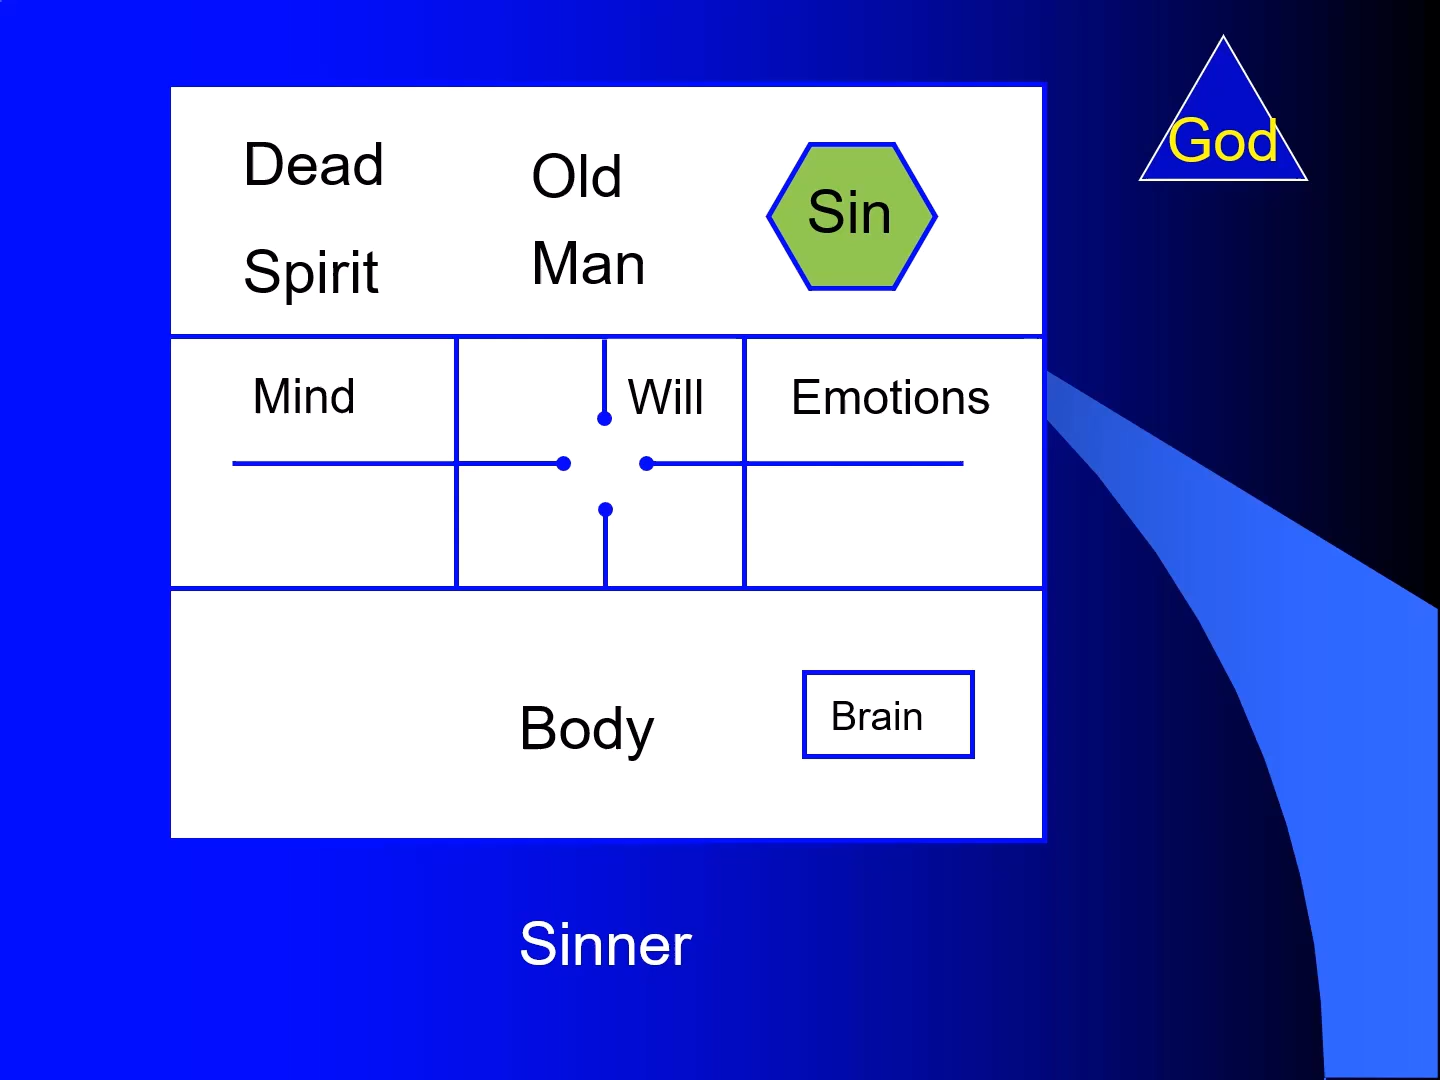 God
Dead
Spirit
Old
Man
Sin
Mind
Will
Emotions
Body
Brain
Sinner